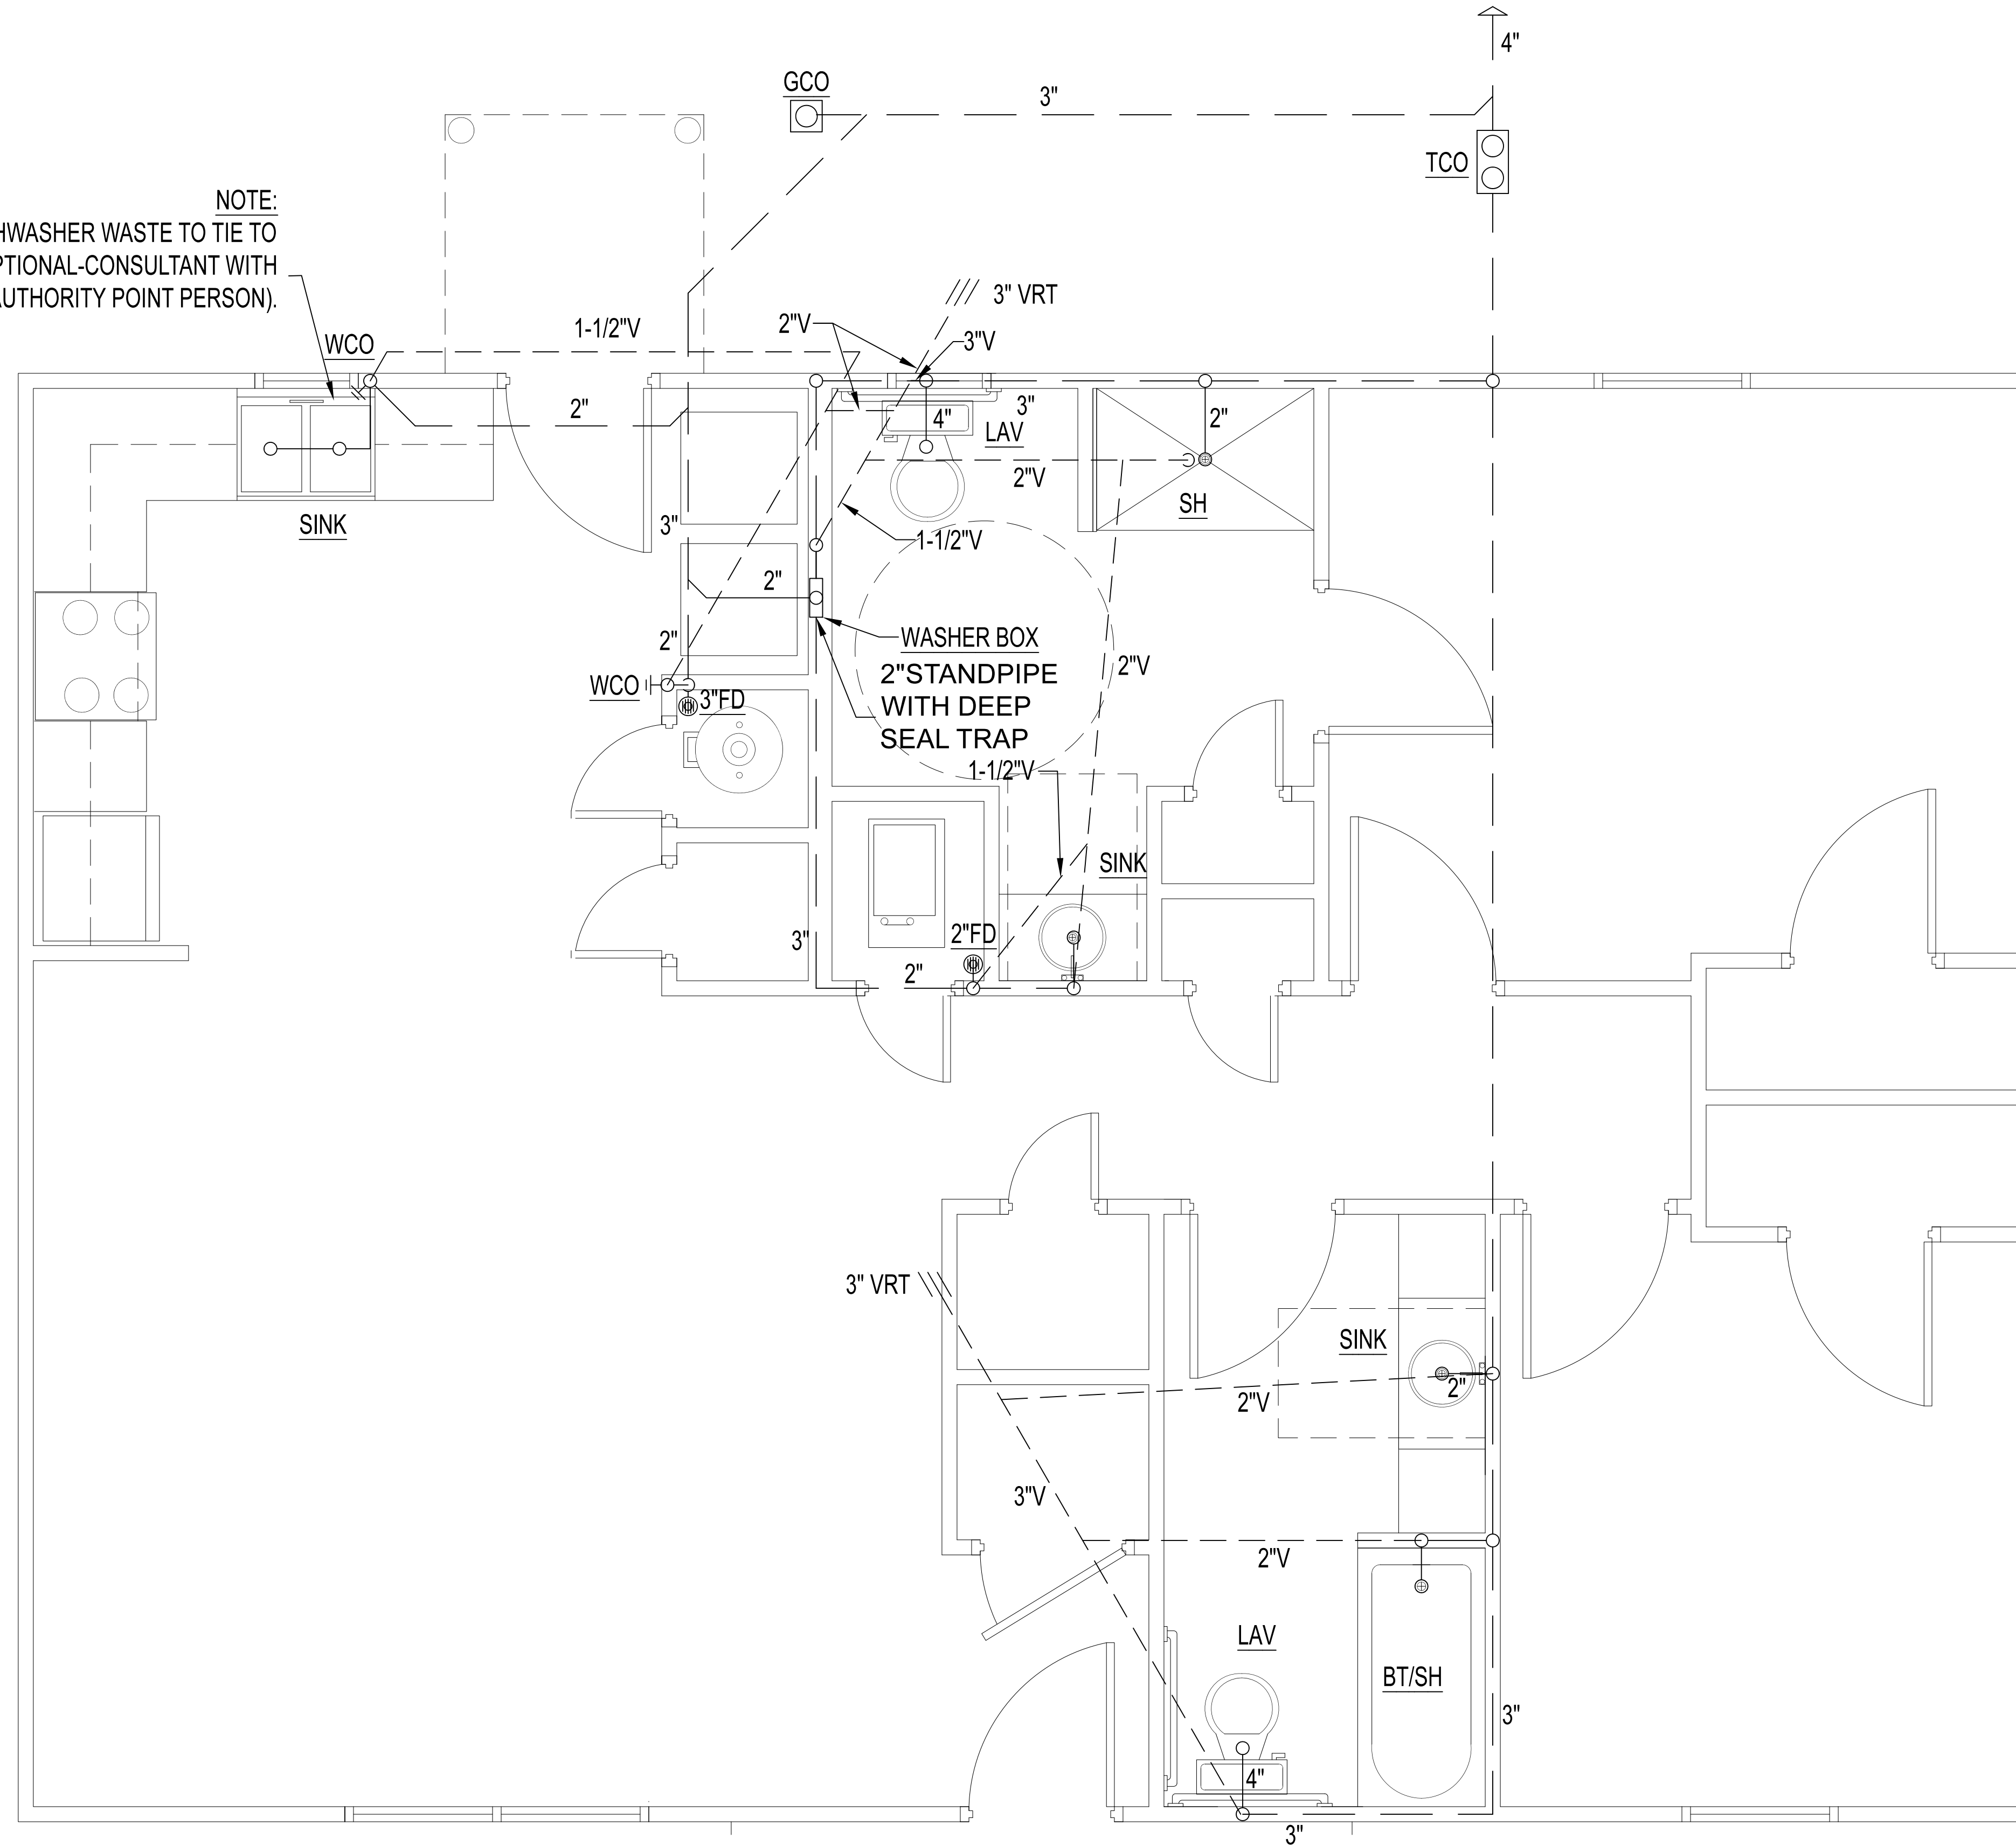 4"
GCO
3"
TCO
NOTE:
HWASHER WASTE TO TIE TO
PTIONAL-CONSULTANT WITH
AUTHORITY POINT PERSON).
3" VRT
1-1/2"V
2"V
3"V
WCO
2"
4"
3"
LAV
2"
2"V
SH
SINK
3"
1-1/2"V
2"
WASHER BOX
2"
2"STANDPIPE
WITH DEEP
SEAL TRAP
2"V
WCO
3"FD
1-1/2"V
SINK
2"FD
3"
2"
3" VRT
SINK
2"
2"V
3"V
2"V
LAV
BT/SH
3"
4"
3"